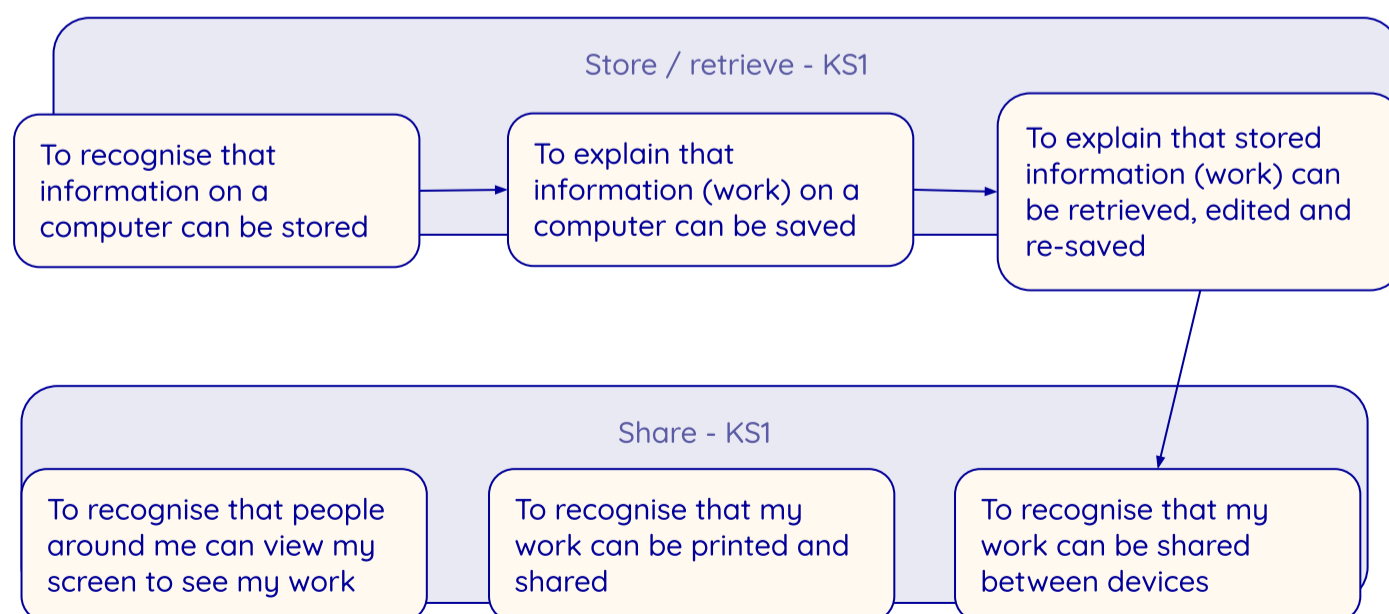 Store / retrieve - KS1
To recognise that
information on a
computer can be stored
To explain that
information (work) on a
computer can be saved
To explain that stored
information (work) can
be retrieved, edited and
re-saved
Share - KS1
To recognise that people
around me can view my
screen to see my work
To recognise that my
work can be printed and
shared
To recognise that my
work can be shared
between devices